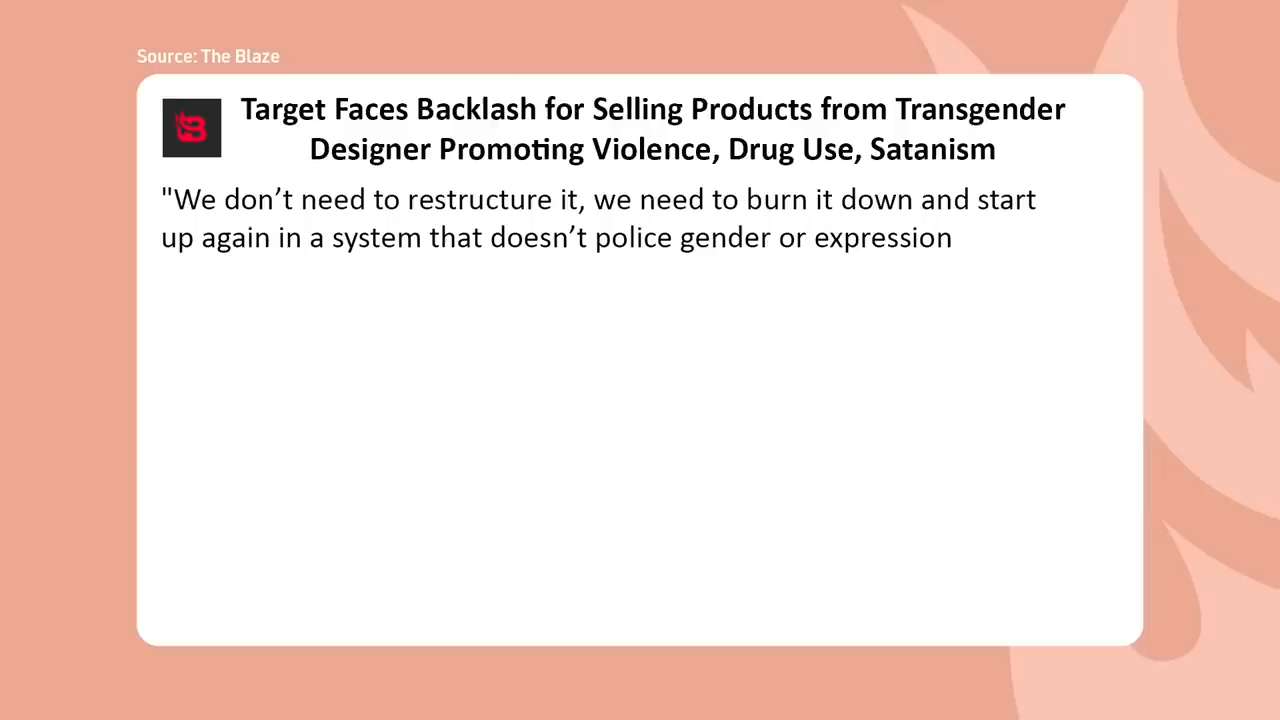 Source: The Blaze
Target Faces Backlash for Selling Products from Transgender
Designer Promoting Violence, Drug Use, Satanism
"We don’t need to restructure it, we need to burn it down and start
up again in a system that doesn’t police gender or expression